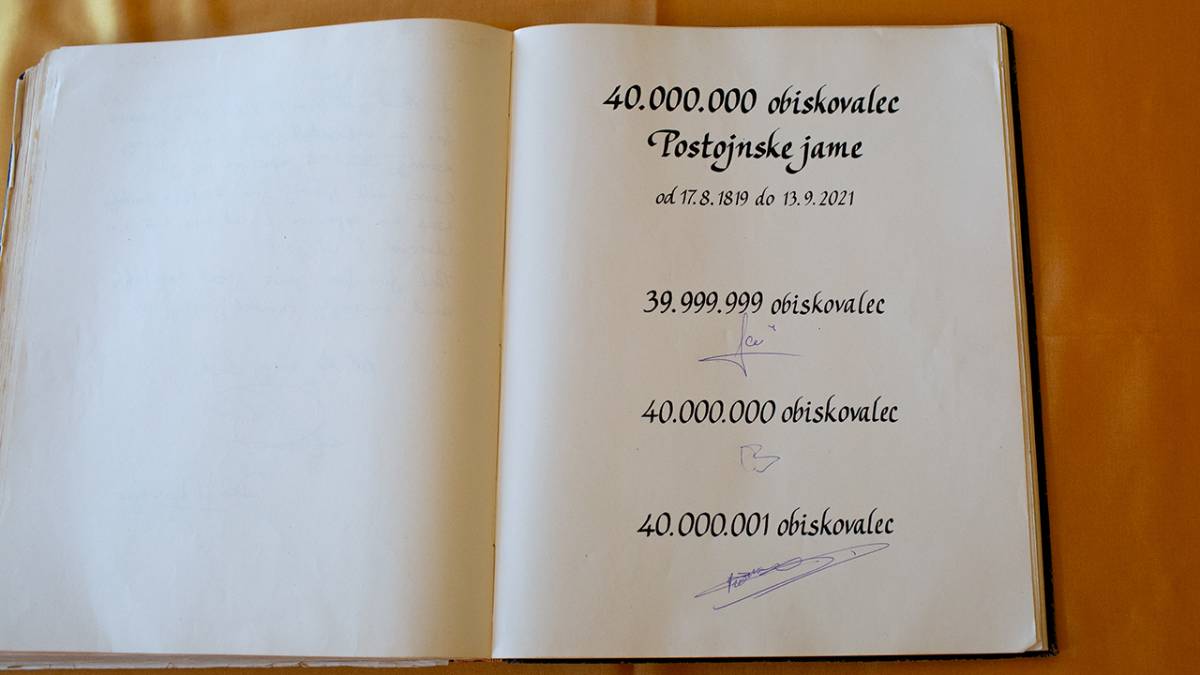 40.000.000 obiskovalec
Postojnske jame
od 17.8.1819 do 13.9.2021
39.999.999 obiskovalec
40.000.000 obiskovalec
40.000.001 obiskovalec